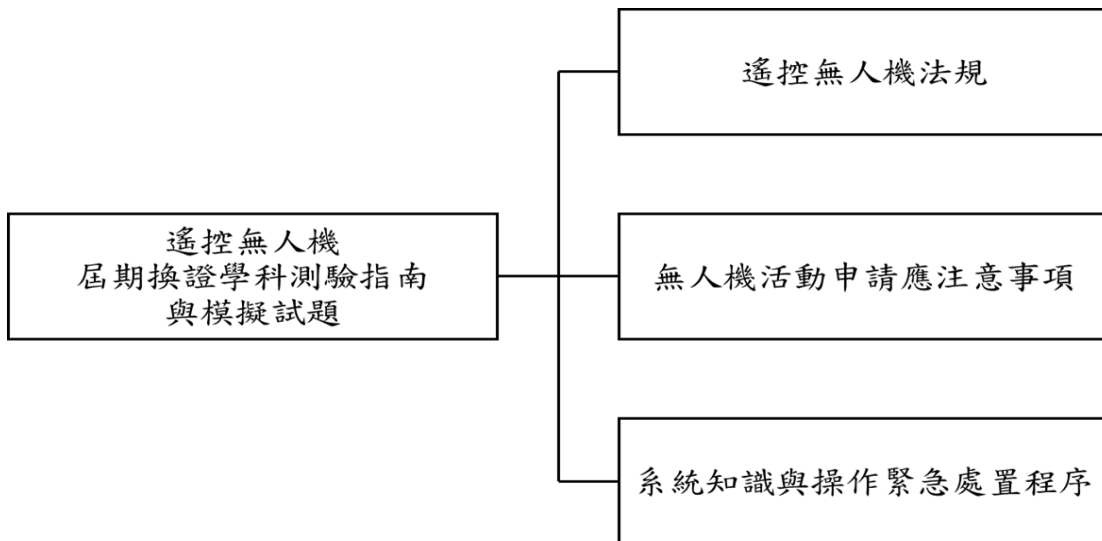 遙控無人機
屆期換證學科測驗指南
與模擬試題
遙控無人機法規
無人機活動申請應注意事項
系統知識與操作緊急處置程序